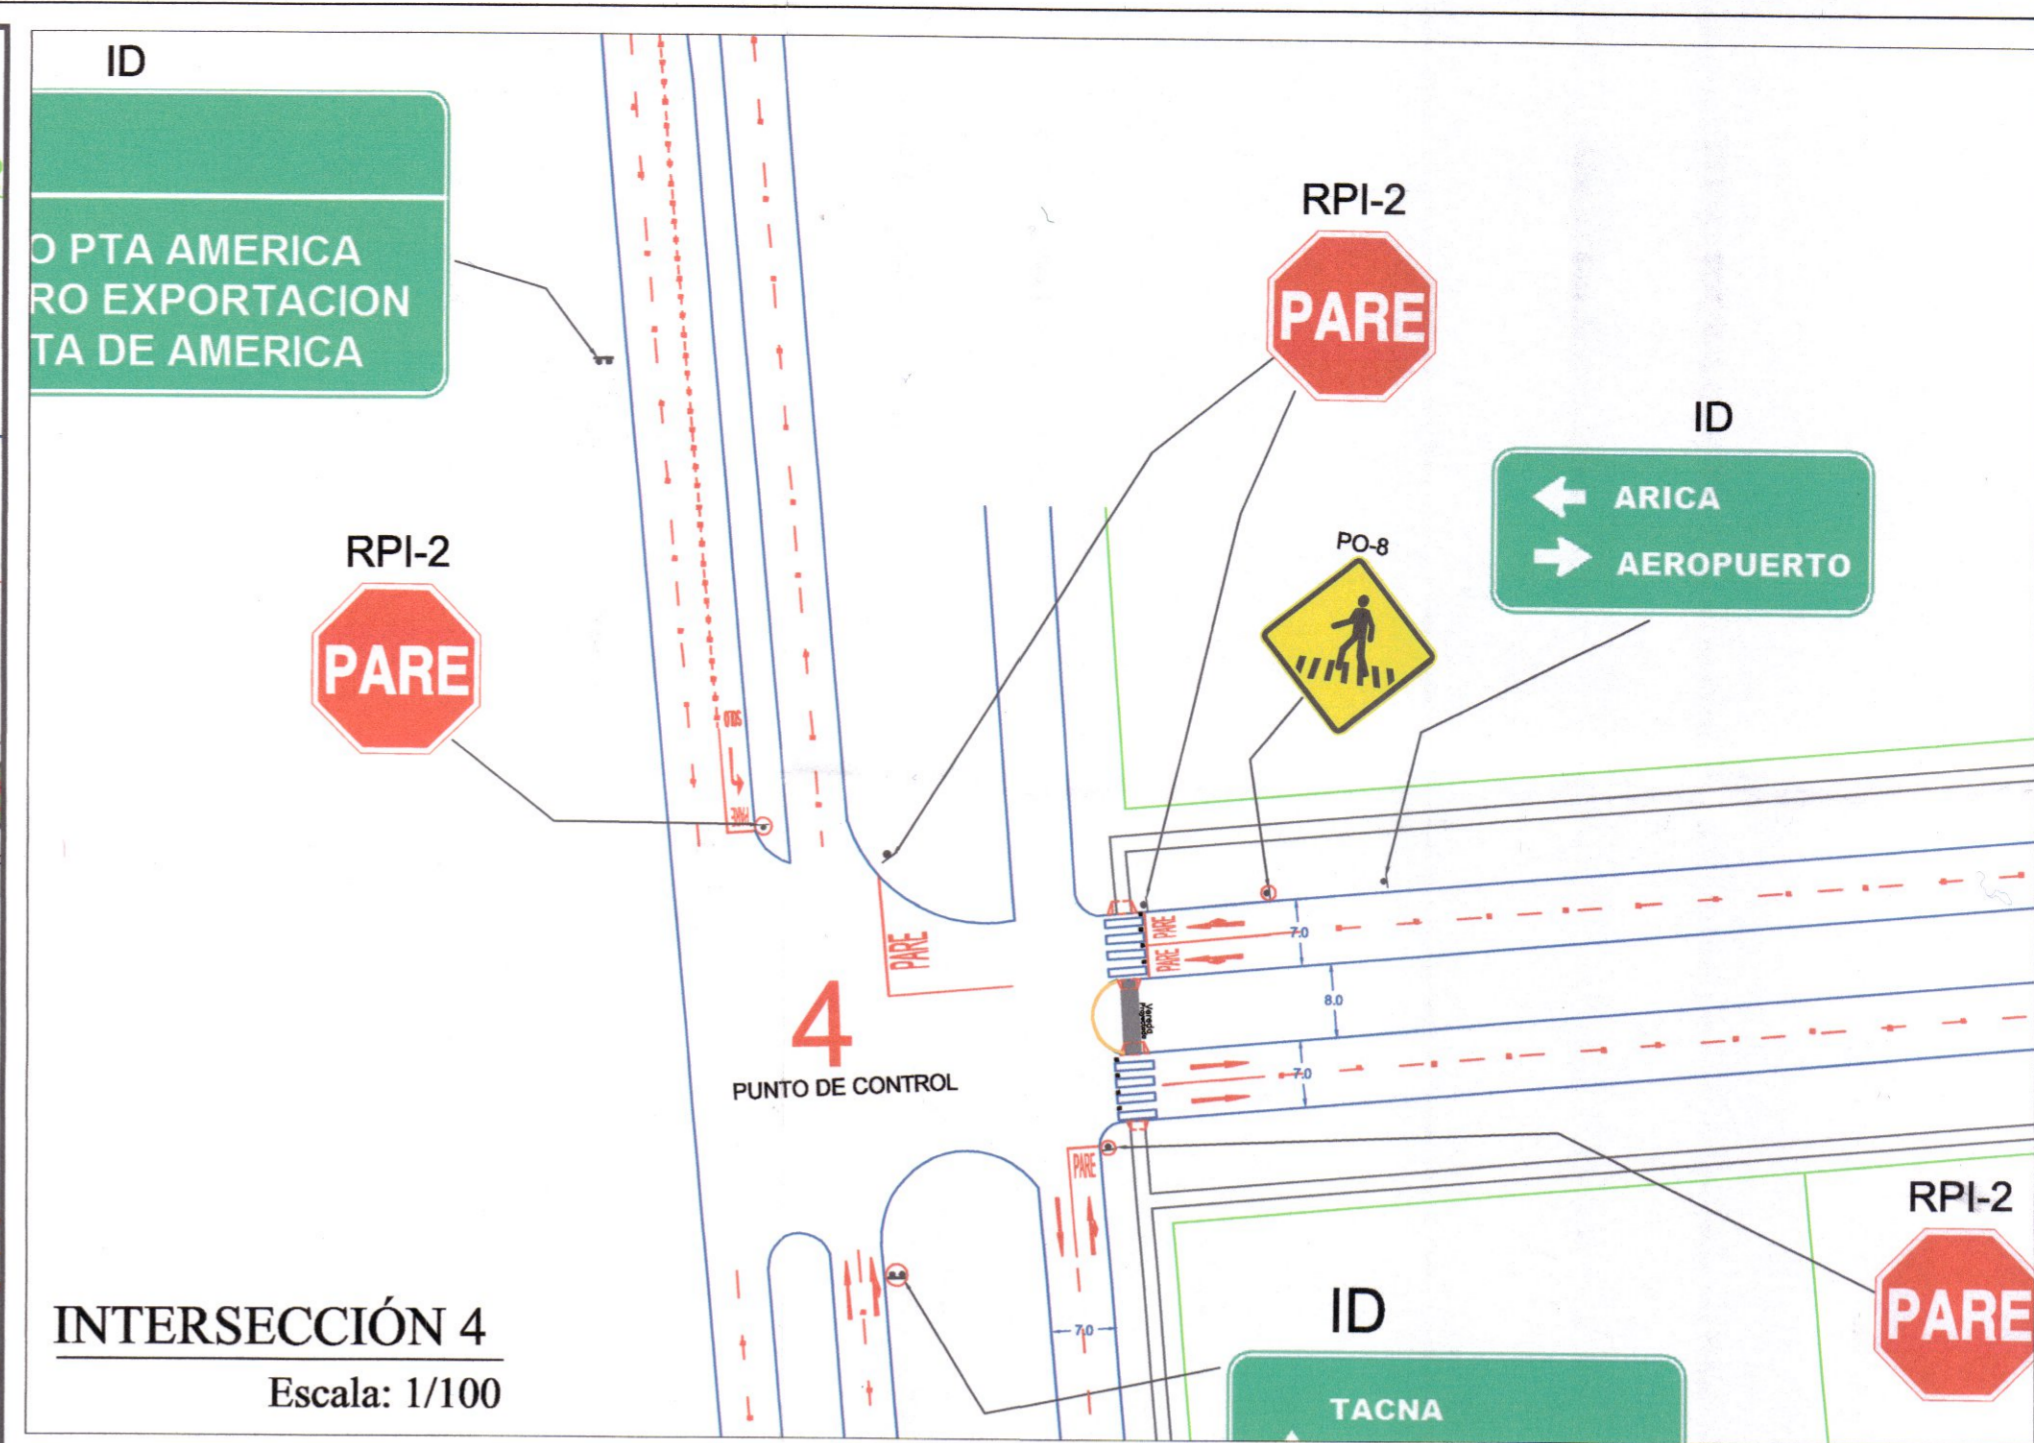 ID
O PTA AMERICA
RO EXPORTACION
TA DE AMERICA
RPI-2
PARE
RPI-2
PARE
ID
ARICA
AEROPUERTO
PO-8
SOLO
PARE
PARE
PARE
PARE
7.0
8.0
7.0
4
PUNTO DE CONTROL
PARE
RPI-2
PARE
7.0
ID
TACNA
INTERSECCIÓN 4
Escala: 1/100